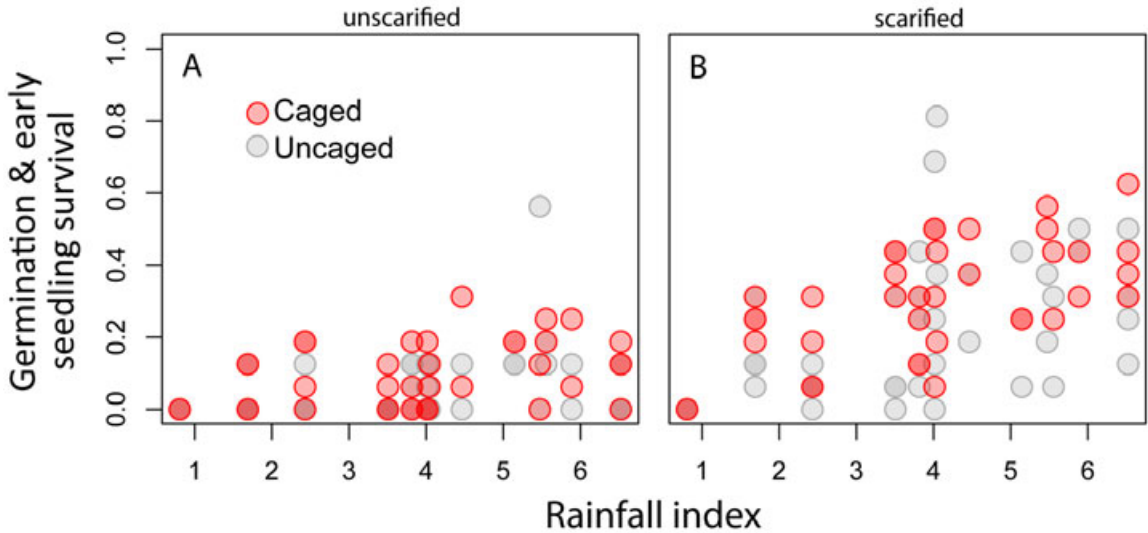 unscarified
scarified
A
B
Caged
Uncaged
Germination & early
seedling survival
1.0
0.8
0.6
0.4
0.2
0.0
1 2 3 4 5 6
1 2 3 4 5 6
Rainfall index